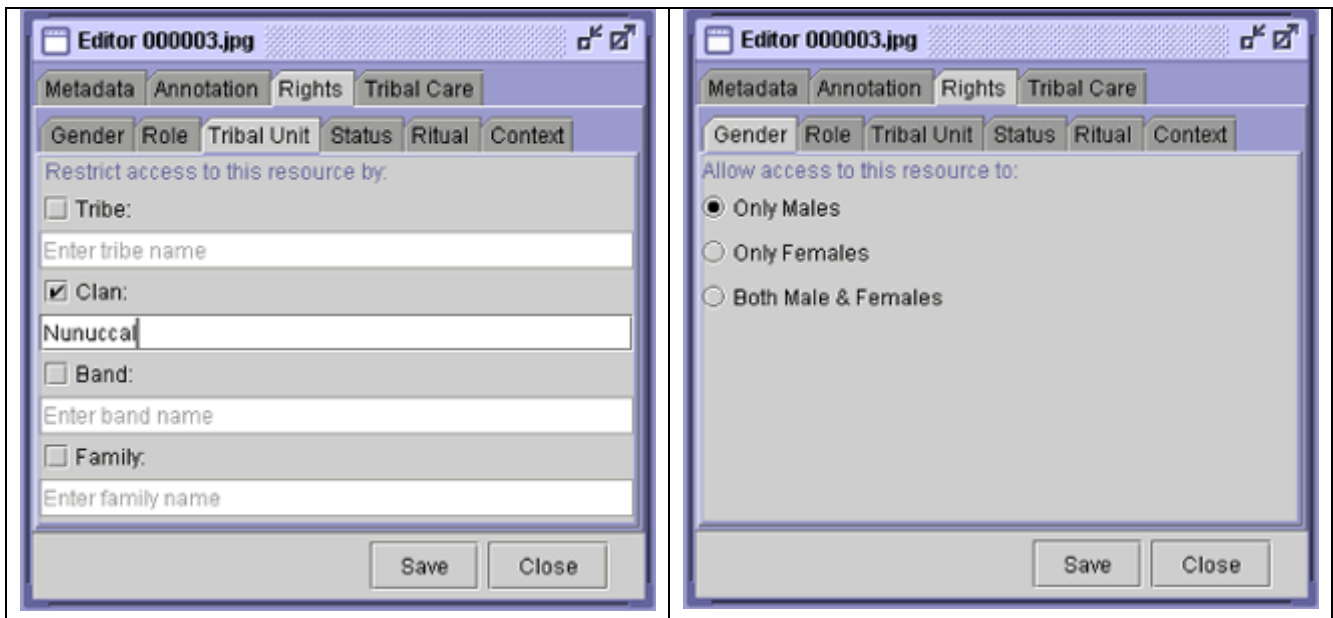 Editor 000003.jpg
Metadata Annotation Rights Tribal Care
Gender Role Tribal Unit Status Ritual Context
Restrict access to this resource by:
Tribe:
Enter tribe name
Clan:
Nunuccal
Band:
Enter band name
Family:
Enter family name
Save Close
Editor 000003.jpg
Metadata Annotation Rights Tribal Care
Gender Role Tribal Unit Status Ritual Context
Allow access to this resource to:
Only Males
Only Females
Both Male & Females
Save Close